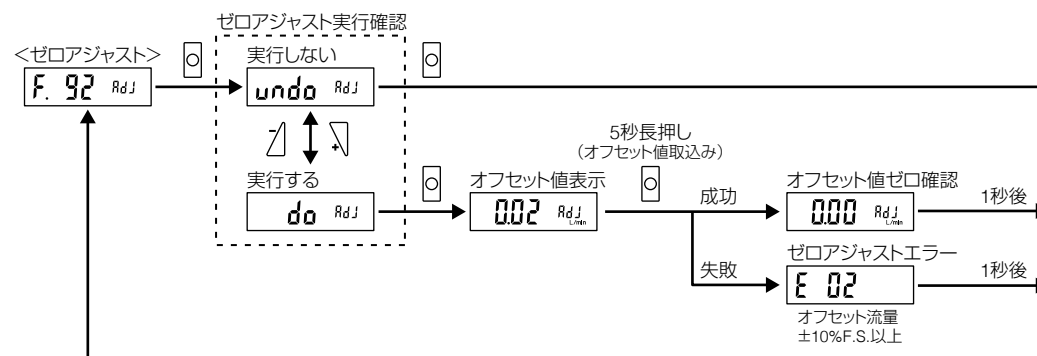 ゼロアジャスト実行確認
<ゼロアジャスト>
F. 92 ADJ
実行しない
undo ADJ
- +
実行する
do ADJ
オフセット値表示
0.02 ADJ L/min
5秒長押し
(オフセット値取込み)
成功
オフセット値ゼロ確認
0.00 ADJ L/min
1秒後
失敗
ゼロアジャストエラー
E 02
1秒後
オフセット流量
±10%F.S.以上